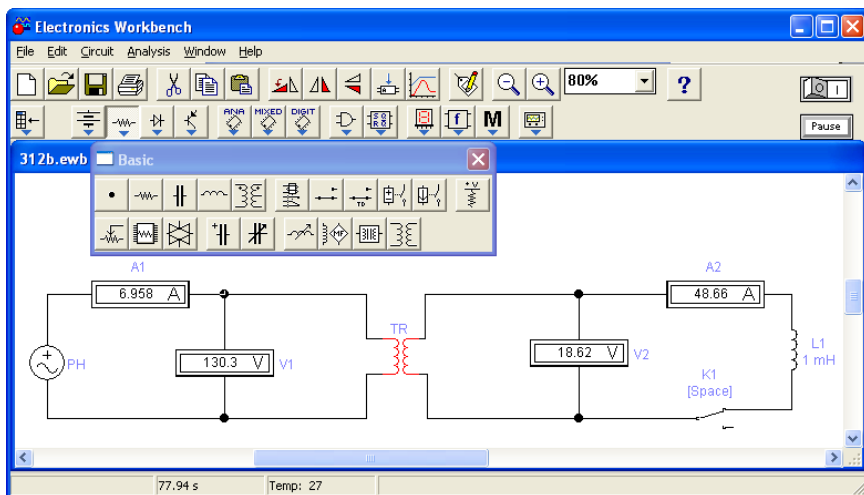 Electronics Workbench
File Edit Circuit Analysis Window Help
80% ?
ANA MIXED DIGIT
f M
Pause
312b.ewb Basic
TD +V
MF
A1 A2
6.958 A 48.66 A
TR
PH 130.3 V V1 18.62 V V2 L1
1 mH
K1
[Space]
77.94 s Temp: 27